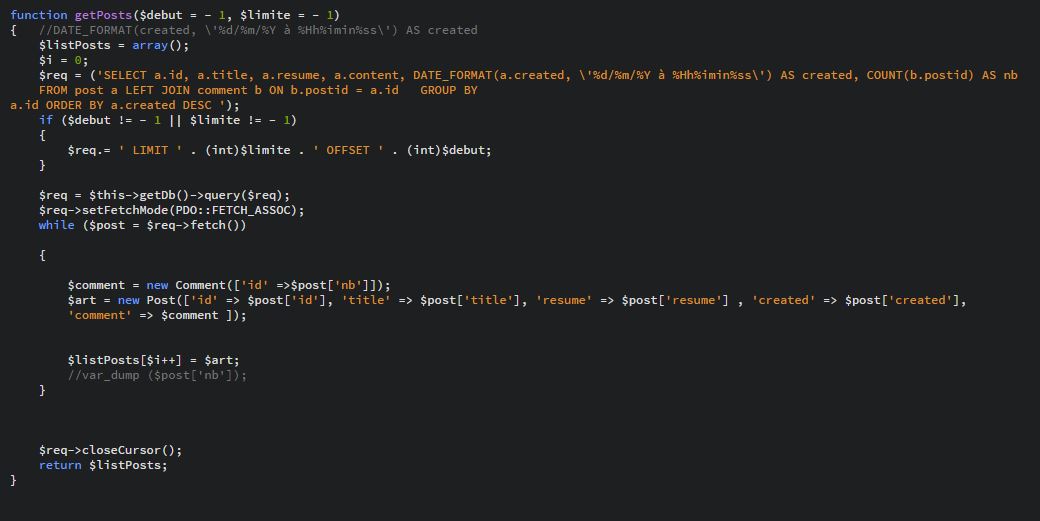 function getPosts($debut = - 1, $limite = - 1)
{   //DATE_FORMAT(created, \'%d/%m/%Y à %Hh%imin%ss\') AS created
    $listPosts = array();
    $i = 0;
    $req = ('SELECT a.id, a.title, a.resume, a.content, DATE_FORMAT(a.created, \'%d/%m/%Y à %Hh%imin%ss\') AS created, COUNT(b.postid) AS nb
    FROM post a LEFT JOIN comment b ON b.postid = a.id   GROUP BY
a.id ORDER BY a.created DESC ');
    if ($debut != - 1 || $limite != - 1)
    {
        $req.= ' LIMIT ' . (int)$limite . ' OFFSET ' . (int)$debut;
    }
    $req = $this->getDb()->query($req);
    $req->setFetchMode(PDO::FETCH_ASSOC);
    while ($post = $req->fetch())
    {
        $comment = new Comment(['id' =>$post['nb']]);
        $art = new Post(['id' => $post['id'], 'title' => $post['title'], 'resume' => $post['resume'] , 'created' => $post['created'],
        'comment' => $comment ]);
        $listPosts[$i++] = $art;
        //var_dump ($post['nb']);
    }
    $req->closeCursor();
    return $listPosts;
}